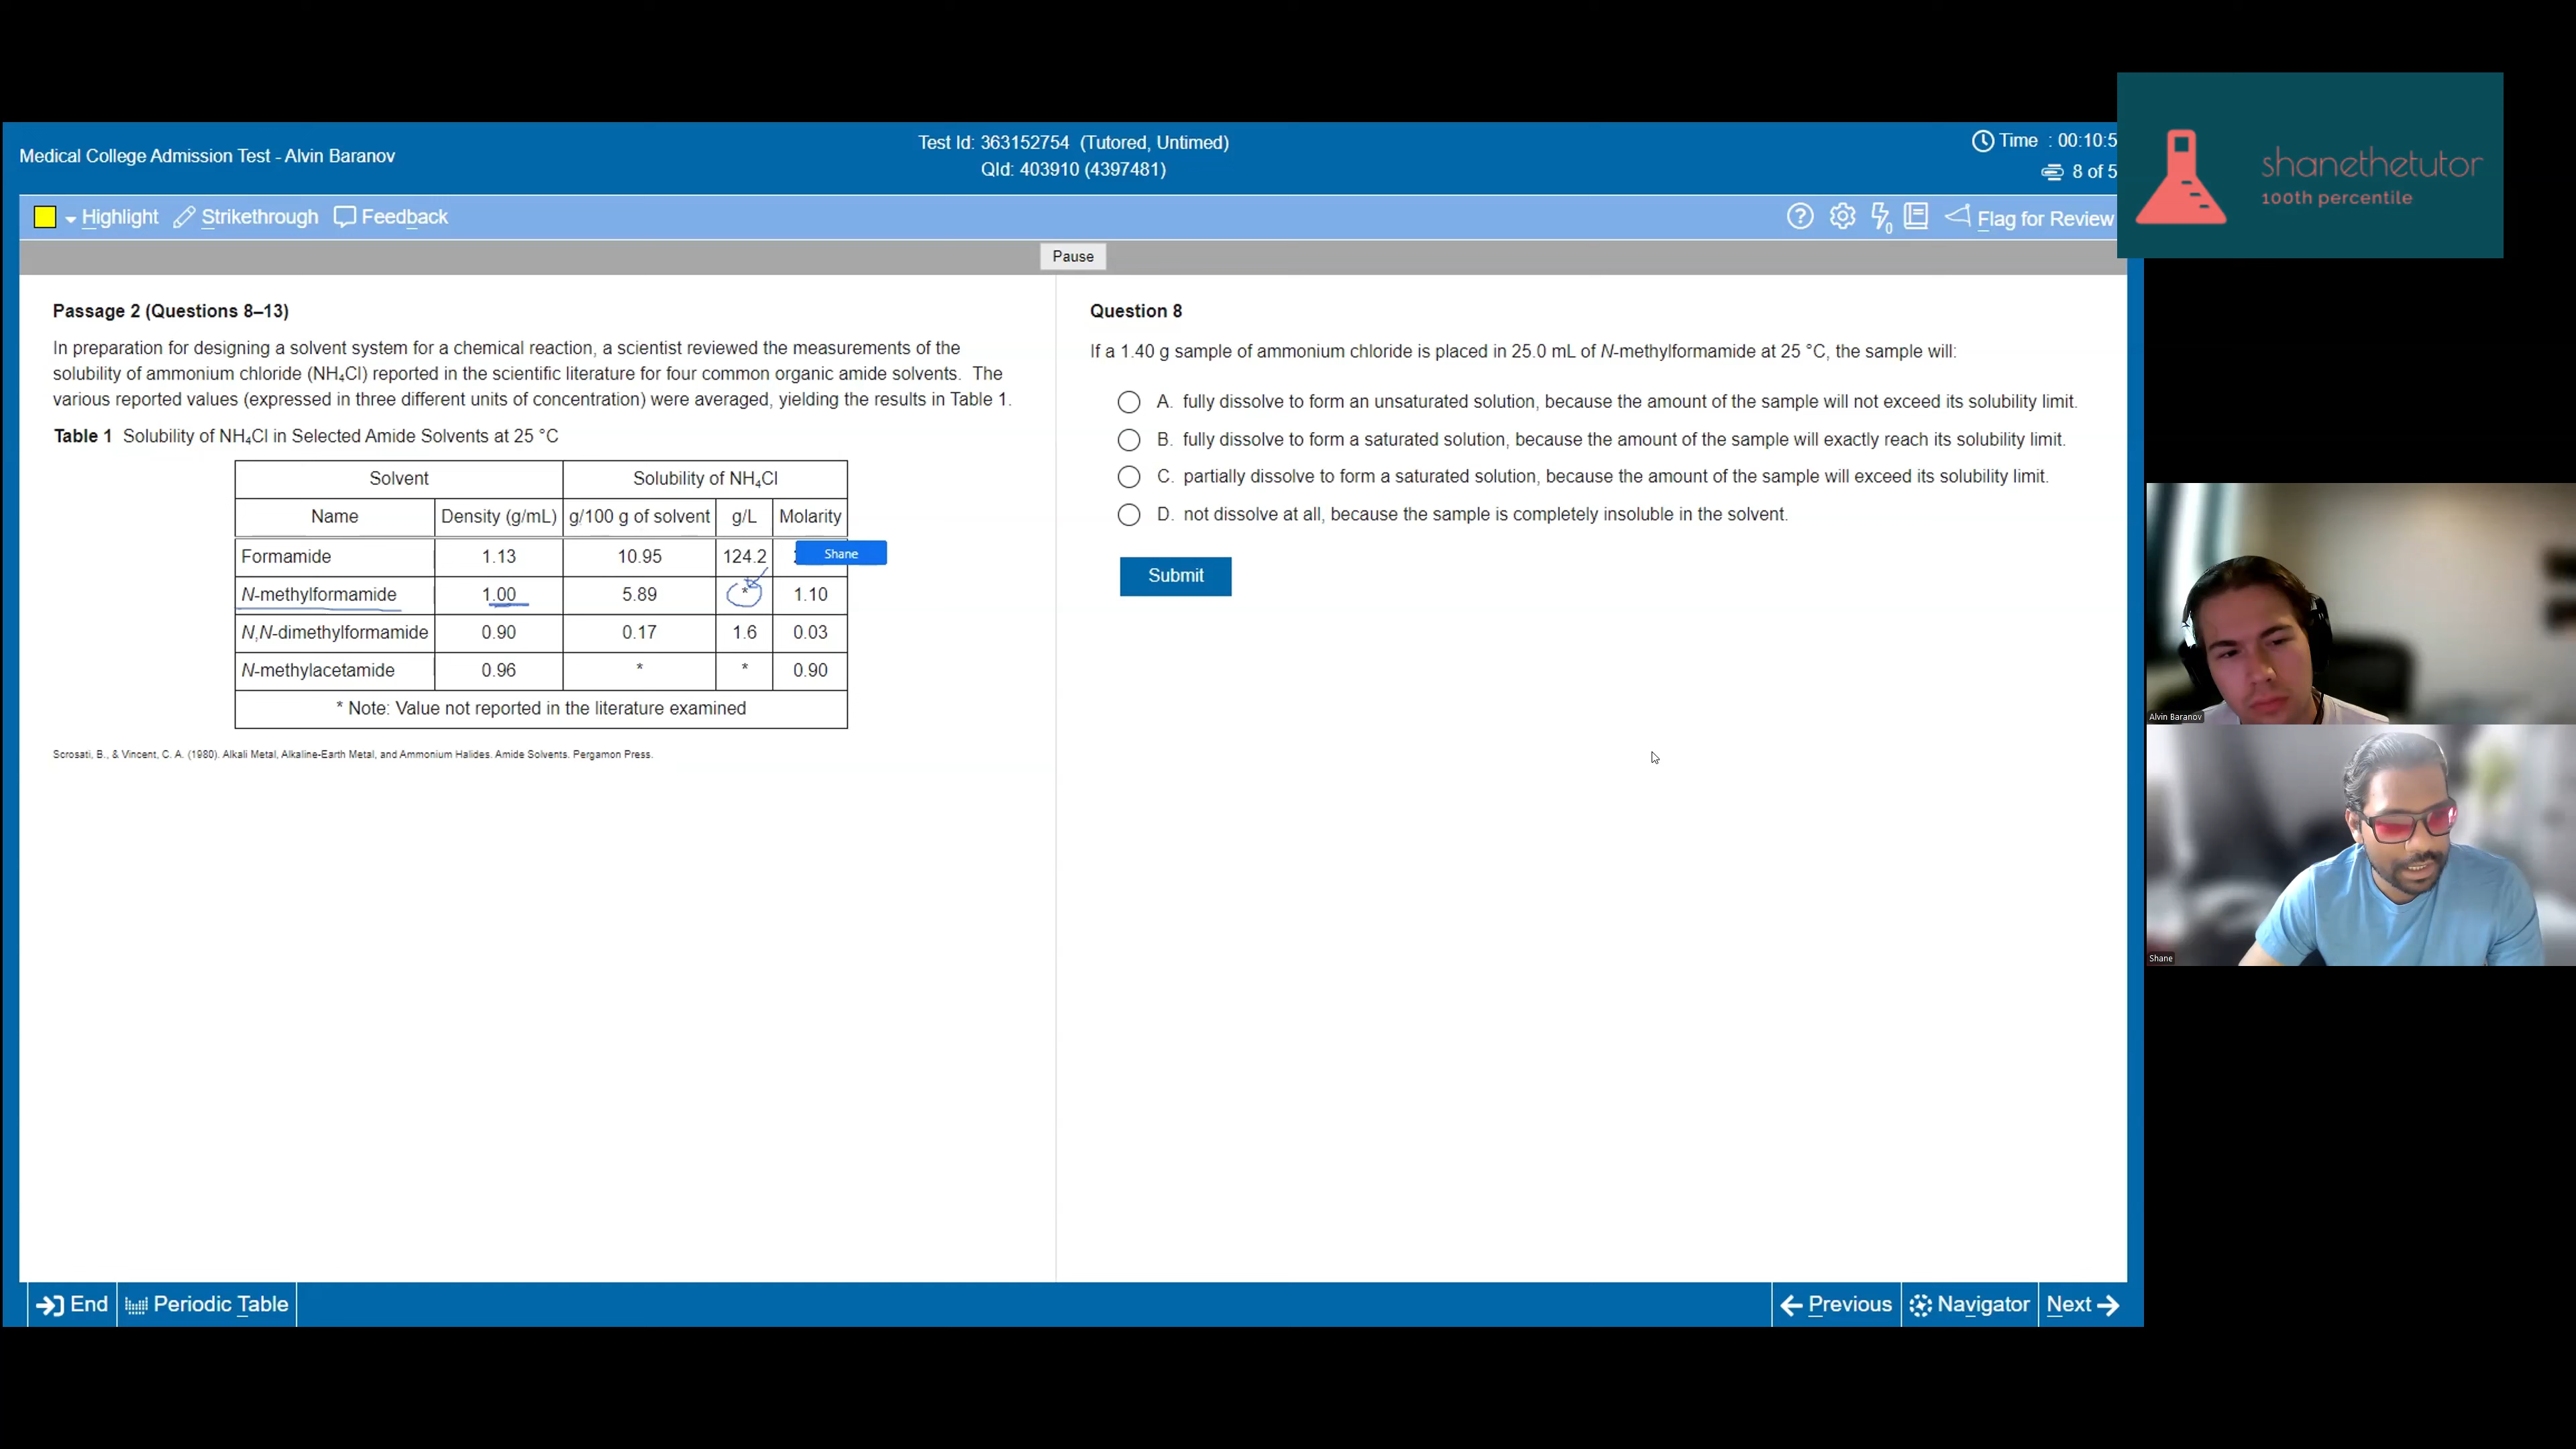 Medical College Admission Test - Alvin Baranov
Test Id: 363152754 (Tutored, Untimed)
QId: 403910 (4397481)
Time : 00:10:5
8 of 5
shanethetutor
100th percentile
Highlight Strikethrough Feedback
0
Flag for Review
Pause
Passage 2 (Questions 8–13)
In preparation for designing a solvent system for a chemical reaction, a scientist reviewed the measurements of the
solubility of ammonium chloride (NH₄Cl) reported in the scientific literature for four common organic amide solvents. The
various reported values (expressed in three different units of concentration) were averaged, yielding the results in Table 1.
Table 1 Solubility of NH₄Cl in Selected Amide Solvents at 25 °C
Solvent Solubility of NH₄Cl
Name Density (g/mL) g/100 g of solvent g/L Molarity
Formamide 1.13 10.95 124.2
Shane
N-methylformamide 1.00 5.89 * 1.10
N,N-dimethylformamide 0.90 0.17 1.6 0.03
N-methylacetamide 0.96 * * 0.90
* Note: Value not reported in the literature examined
Scrosati, B., & Vincent, C. A. (1980). Alkali Metal, Alkaline-Earth Metal, and Ammonium Halides. Amide Solvents. Pergamon Press.
Question 8
If a 1.40 g sample of ammonium chloride is placed in 25.0 mL of N-methylformamide at 25 °C, the sample will:
A. fully dissolve to form an unsaturated solution, because the amount of the sample will not exceed its solubility limit.
B. fully dissolve to form a saturated solution, because the amount of the sample will exactly reach its solubility limit.
C. partially dissolve to form a saturated solution, because the amount of the sample will exceed its solubility limit.
D. not dissolve at all, because the sample is completely insoluble in the solvent.
Submit
Alvin Baranov
Shane
End Periodic Table
Previous Navigator Next